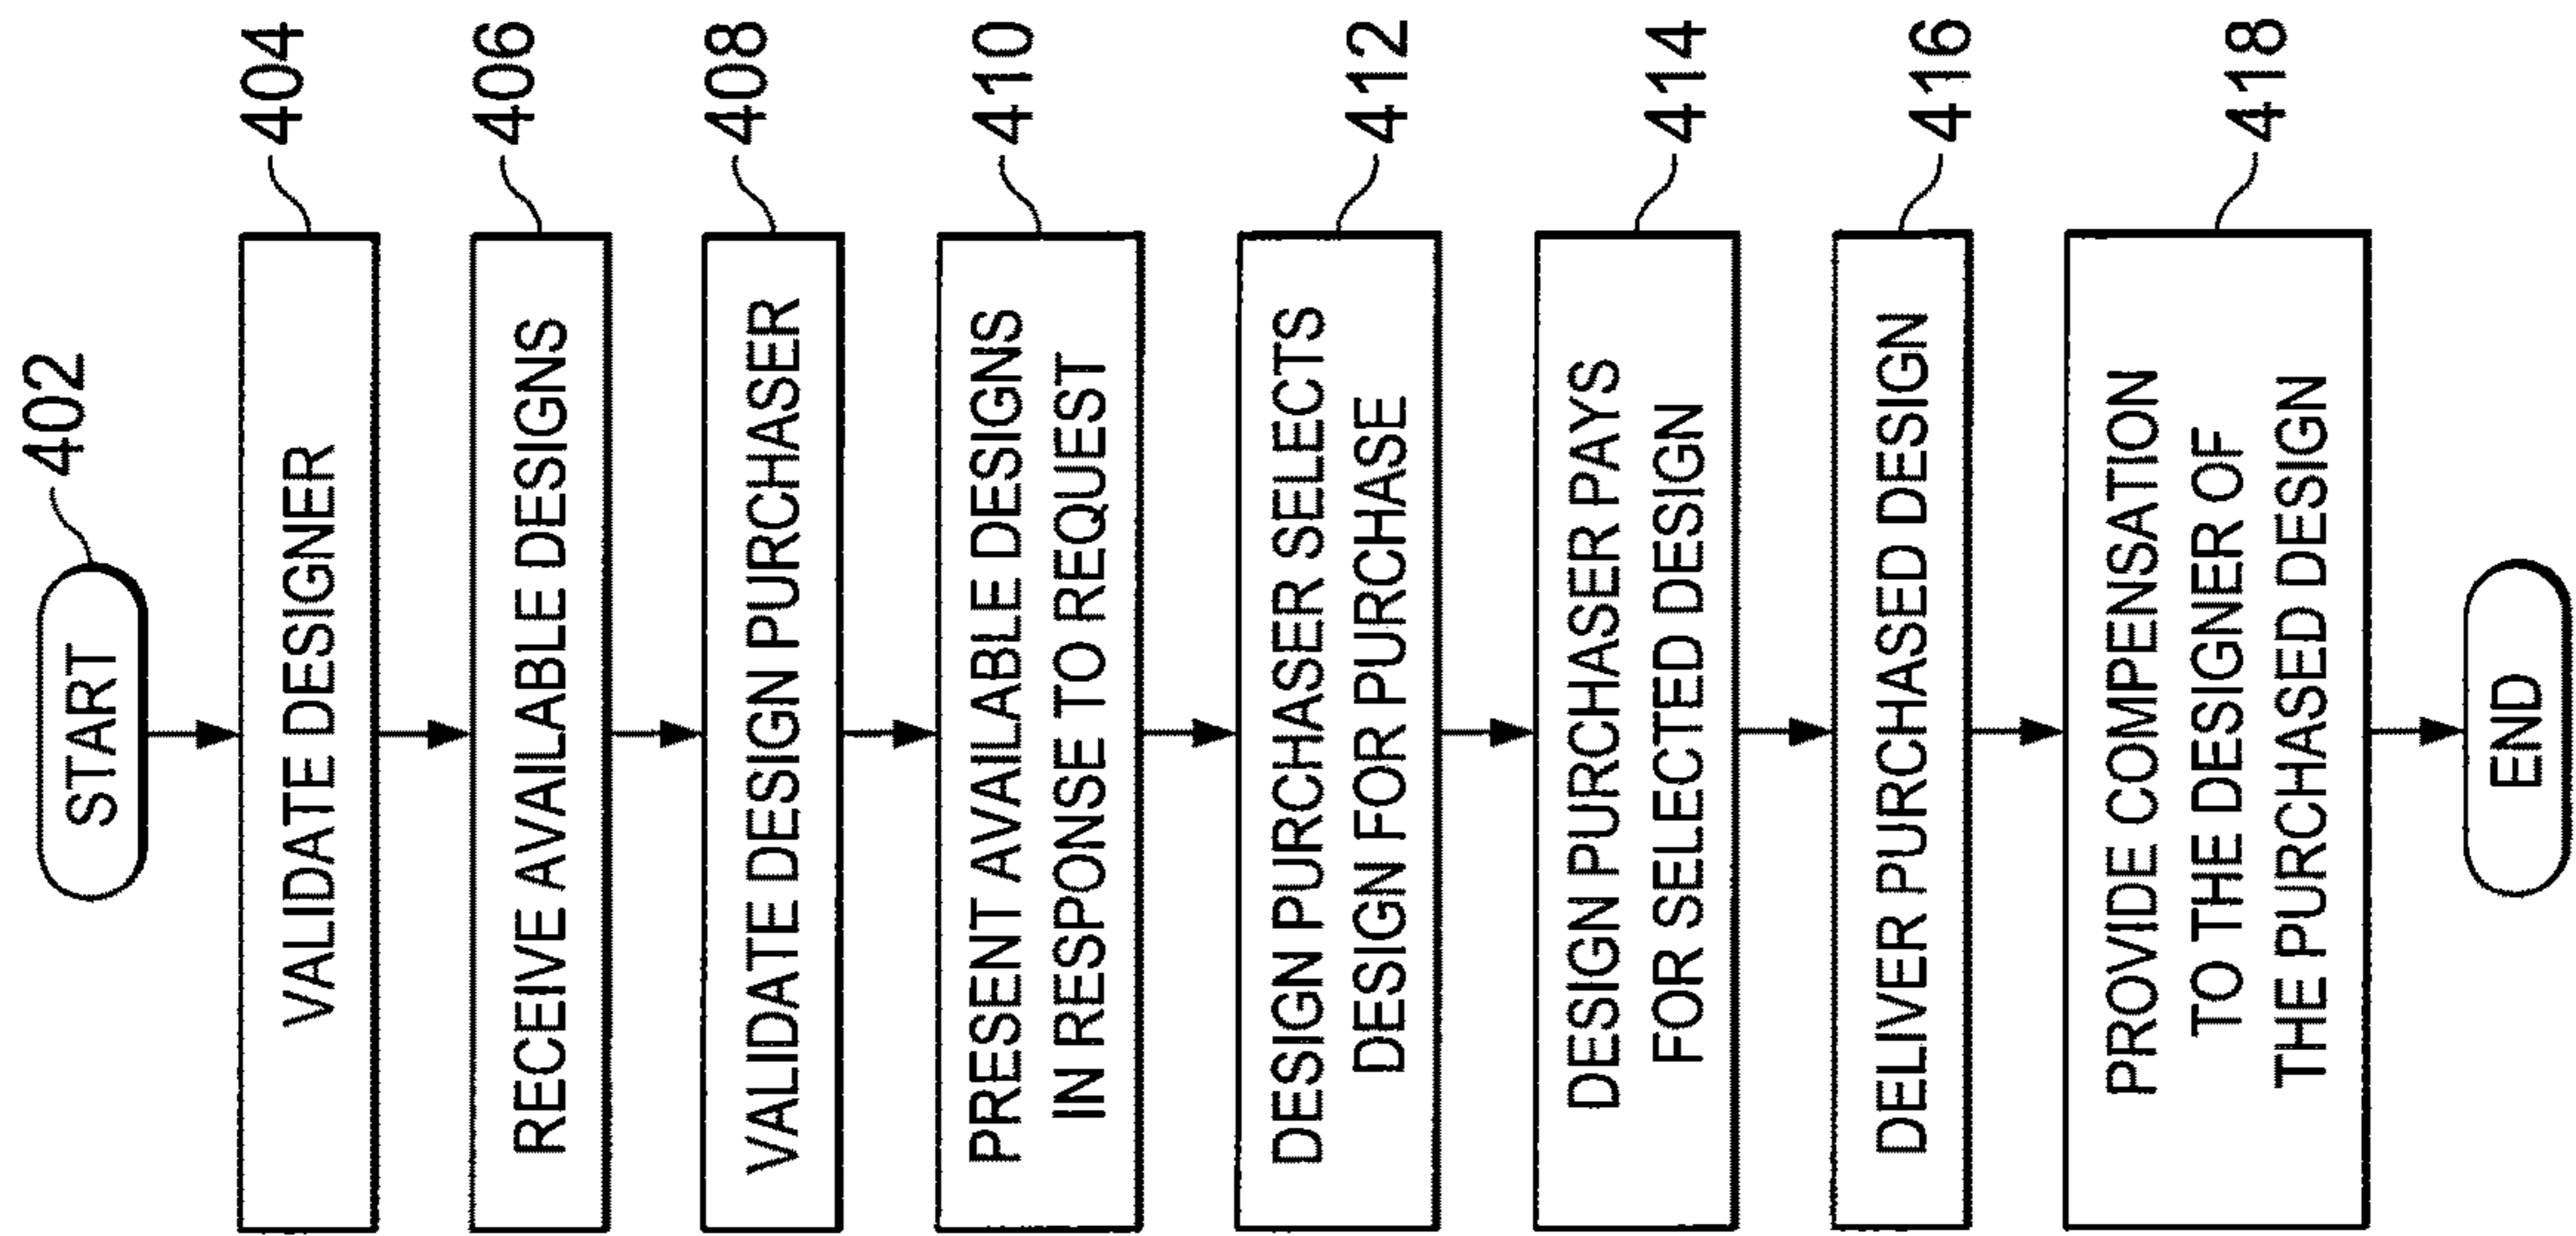 START
402
VALIDATE DESIGNER
404
RECEIVE AVAILABLE DESIGNS
406
VALIDATE DESIGN PURCHASER
408
PRESENT AVAILABLE DESIGNS
IN RESPONSE TO REQUEST
410
DESIGN PURCHASER SELECTS
DESIGN FOR PURCHASE
412
DESIGN PURCHASER PAYS
FOR SELECTED DESIGN
414
DELIVER PURCHASED DESIGN
416
PROVIDE COMPENSATION
TO THE DESIGNER OF
THE PURCHASED DESIGN
418
END